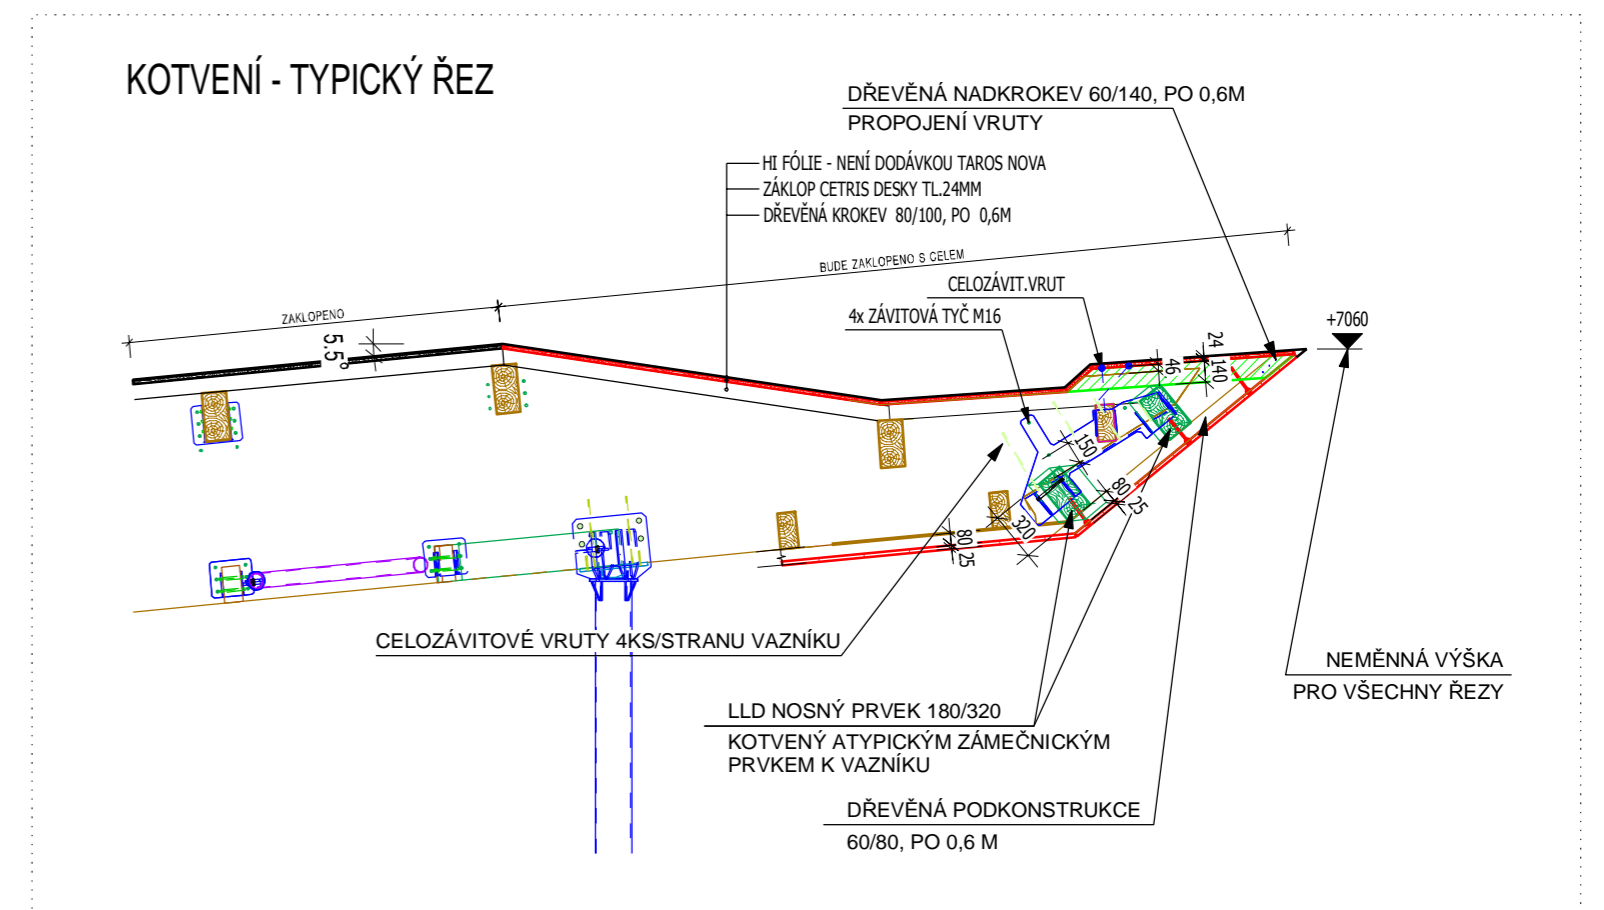 KOTVENÍ - TYPICKÝ ŘEZ
DŘEVĚNÁ NADKROKEV 60/140, PO 0,6M
PROPOJENÍ VRUTY
HI FÓLIE - NENÍ DODÁVKOU TAROS NOVA
ZÁKLOP CETRIS DESKY TL.24MM
DŘEVĚNÁ KROKEV 80/100, PO 0,6M
BUDE ZAKLOPENO S CELEM
CELOZÁVIT.VRUT
ZAKLOPENO
4x ZÁVITOVÁ TYČ M16
+7060
5.5°
24
46
140
150
80
25
320
80
25
CELOZÁVITOVÉ VRUTY 4KS/STRANU VAZNÍKU
NEMĚNNÁ VÝŠKA
PRO VŠECHNY ŘEZY
LLD NOSNÝ PRVEK 180/320
KOTVENÝ ATYPICKÝM ZÁMEČNICKÝM
PRVKEM K VAZNÍKU
DŘEVĚNÁ PODKONSTRUKCE
60/80, PO 0,6 M